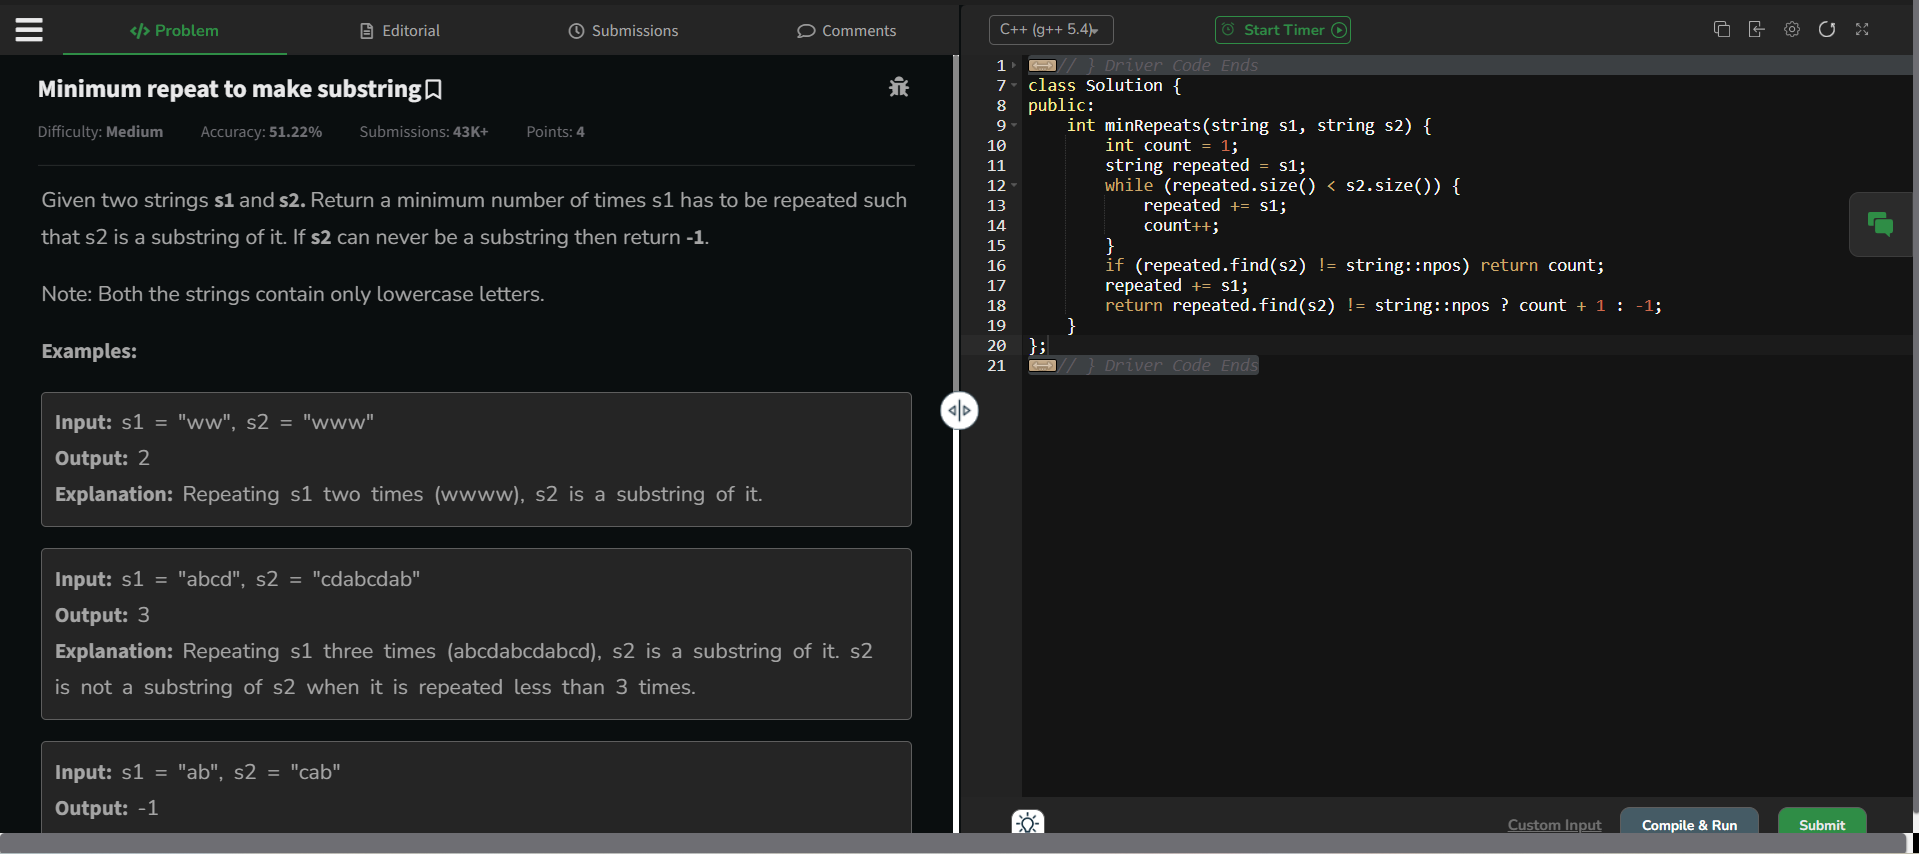 </> Problem
Editorial
Submissions
Comments
Minimum repeat to make substring
Difficulty: Medium Accuracy: 51.22% Submissions: 43K+ Points: 4
Given two strings s1 and s2. Return a minimum number of times s1 has to be repeated such
that s2 is a substring of it. If s2 can never be a substring then return -1.
Note: Both the strings contain only lowercase letters.
Examples:
Input: s1 = "ww", s2 = "www"
Output: 2
Explanation: Repeating s1 two times (wwww), s2 is a substring of it.
Input: s1 = "abcd", s2 = "cdabcdab"
Output: 3
Explanation: Repeating s1 three times (abcdabcdabcd), s2 is a substring of it. s2
is not a substring of s2 when it is repeated less than 3 times.
Input: s1 = "ab", s2 = "cab"
Output: -1
C++ (g++ 5.4)
Start Timer
1 // } Driver Code Ends
7 class Solution {
8 public:
9 int minRepeats(string s1, string s2) {
10 int count = 1;
11 string repeated = s1;
12 while (repeated.size() < s2.size()) {
13 repeated += s1;
14 count++;
15 }
16 if (repeated.find(s2) != string::npos) return count;
17 repeated += s1;
18 return repeated.find(s2) != string::npos ? count + 1 : -1;
19 }
20 };
21 // } Driver Code Ends
Custom Input
Compile & Run
Submit